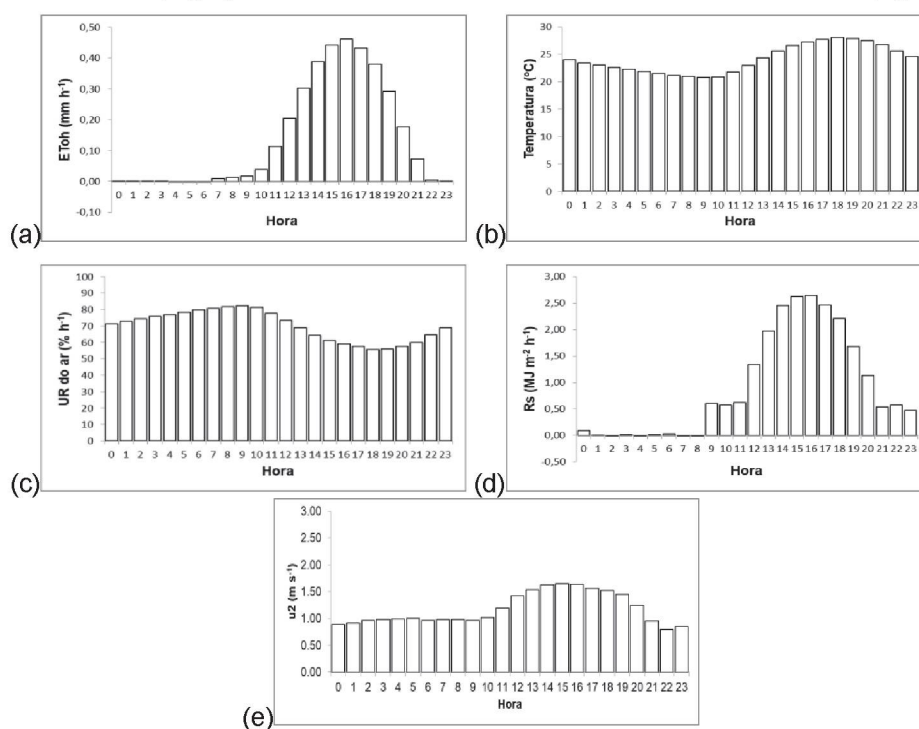 0,50
0,40
0,30
0,20
0,10
0,00
-0,10
EToh (mm h⁻¹)
0 1 2 3 4 5 6 7 8 9 10 11 12 13 14 15 16 17 18 19 20 21 22 23
Hora
(a)
30
25
20
15
10
5
0
Temperatura (°C)
0 1 2 3 4 5 6 7 8 9 10 11 12 13 14 15 16 17 18 19 20 21 22 23
Hora
(b)
100
90
80
70
60
50
40
30
20
10
0
UR do ar (% h⁻¹)
0 1 2 3 4 5 6 7 8 9 10 11 12 13 14 15 16 17 18 19 20 21 22 23
Hora
(c)
3,00
2,50
2,00
1,50
1,00
0,50
0,00
-0,50
Rs (MJ m⁻² h⁻¹)
0 1 2 3 4 5 6 7 8 9 10 11 12 13 14 15 16 17 18 19 20 21 22 23
Hora
(d)
3.00
2.50
2.00
1.50
1.00
0.50
0.00
u2 (m s⁻¹)
0 1 2 3 4 5 6 7 8 9 10 11 12 13 14 15 16 17 18 19 20 21 22 23
Hora
(e)